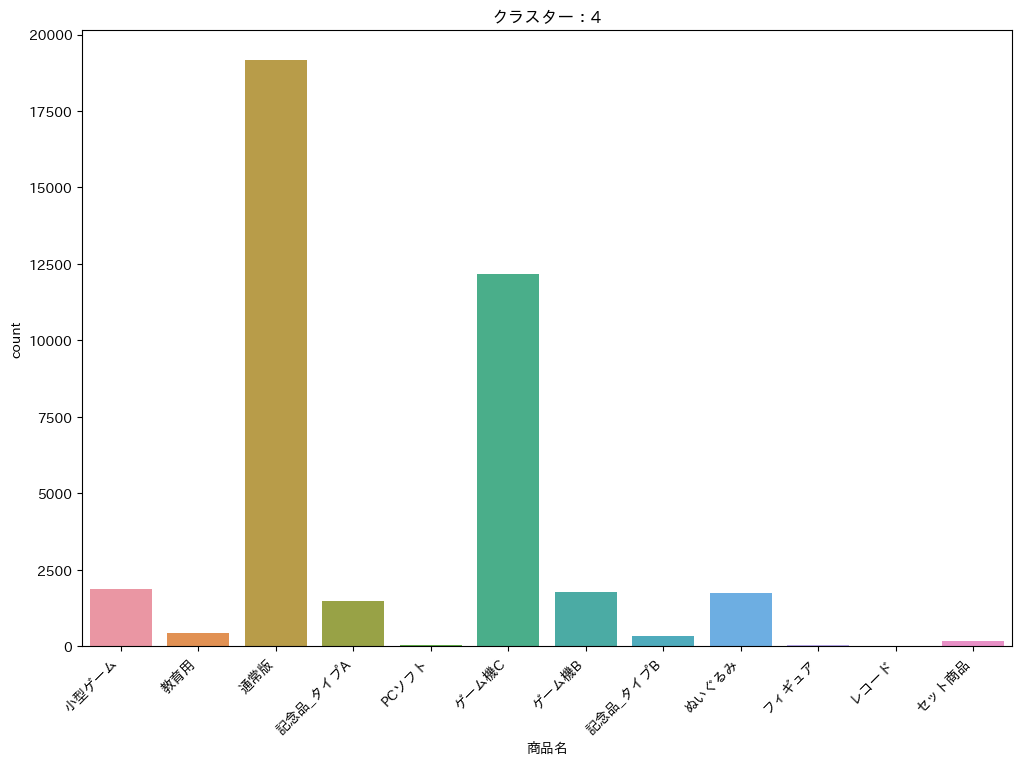 クラスター：4
20000
17500
15000
12500
10000
7500
5000
2500
0
count
小型ゲーム
教育用
通常版
記念品_タイプA
PCソフト
ゲーム機C
ゲーム機B
記念品_タイプB
ぬいぐるみ
フィギュア
レコード
セット商品
商品名